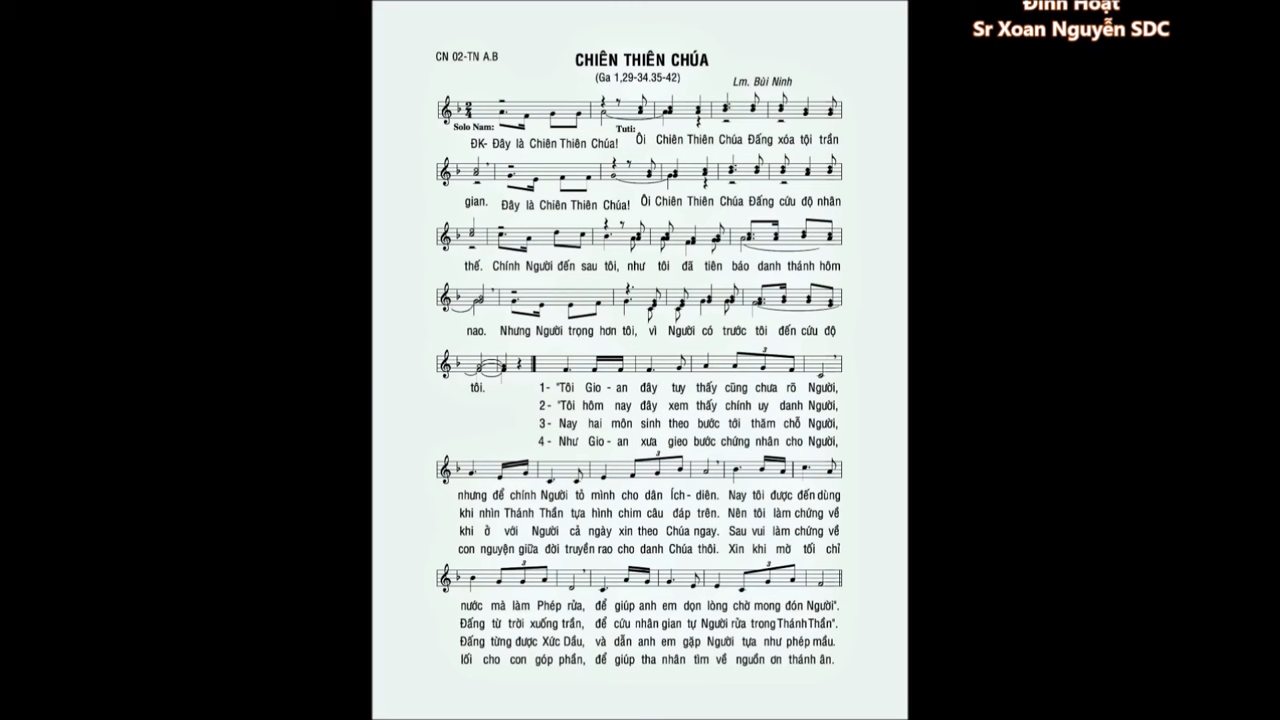 Đình Hoạt
Sr Xoan Nguyễn SDC
CN 02-TN A.B
CHIÊN THIÊN CHÚA
(Ga 1,29-34.35-42)
Lm. Bùi Ninh
Solo Nam:
Tuti:
ĐK- Đây là Chiên Thiên Chúa! Ôi Chiên Thiên Chúa Đấng xóa tội trần
gian. Đây là Chiên Thiên Chúa! Ôi Chiên Thiên Chúa Đấng cứu độ nhân
thế. Chính Người đến sau tôi, như tôi đã tiên báo danh thánh hôm
nao. Nhưng Người trọng hơn tôi, vì Người có trước tôi đến cứu độ
tôi. 1- "Tôi Gio - an đây tuy thấy cũng chưa rõ Người,
2- "Tôi hôm nay đây xem thấy chính uy danh Người,
3- Nay hai môn sinh theo bước tới thăm chỗ Người,
4- Như Gio - an xưa gieo bước chứng nhân cho Người,
nhưng để chính Người tỏ mình cho dân Ích - diên. Nay tôi được đến dùng
khi nhìn Thánh Thần tựa hình chim câu đáp trên. Nên tôi làm chứng về
khi ở với Người cả ngày xin theo Chúa ngay. Sau vui làm chứng về
con nguyện giữa đời truyền rao cho danh Chúa thôi. Xin khi mờ tối chỉ
nước mà làm Phép rửa, để giúp anh em dọn lòng chờ mong đón Người".
Đấng từ trời xuống trần, để cứu nhân gian tự Người rửa trong Thánh Thần".
Đấng từng được Xức Dầu, và dẫn anh em gặp Người tựa như phép mầu.
lối cho con góp phần, để giúp tha nhân tìm về nguồn ơn thánh ân.